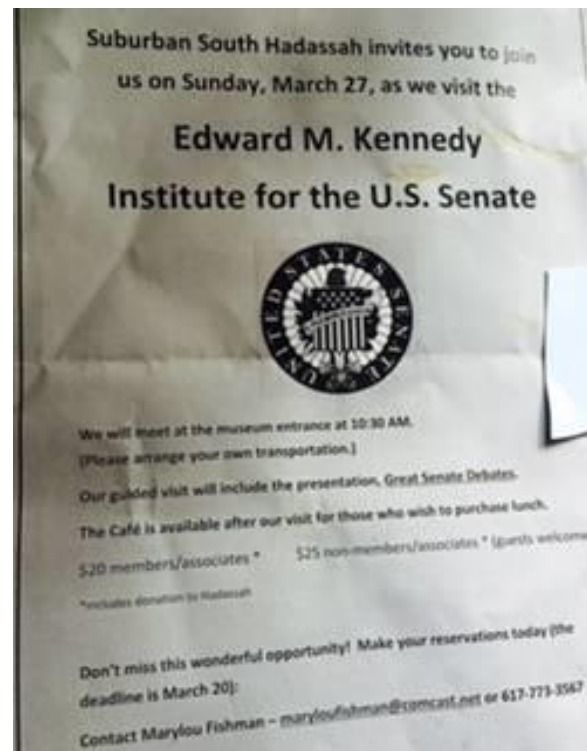 Suburban South Hadassah invites you to join
us on Sunday, March 27, as we visit the
Edward M. Kennedy
Institute for the U.S. Senate
UNITED STATES SENATE
We will meet at the museum entrance at 10:30 AM.
(Please arrange your own transportation.)
Our guided visit will include the presentation, Great Senate Debates.
The Café is available after our visit for those who wish to purchase lunch.
$20 members/associates * $25 non-members/associates * (guests welcome
*includes donation to Hadassah
Don't miss this wonderful opportunity! Make your reservations today (the
deadline is March 20):
Contact Marylou Fishman – maryloufishman@comcast.net or 617-773-3567